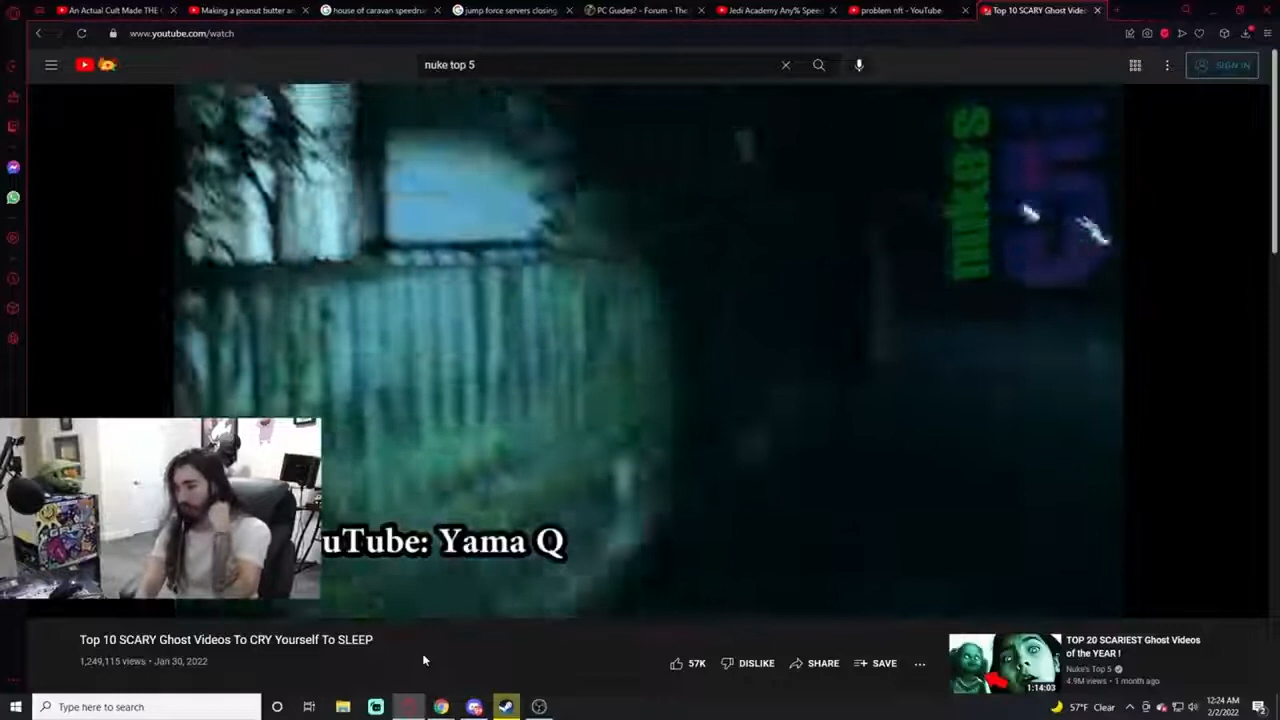 An Actual Cult Made THE
Making a peanut butter an
house of caravan speedrun
jump force servers closing
PC Guides? - Forum - The
Jedi Academy Any% Spee
problem nft - YouTube
Top 10 SCARY Ghost Vide
www.youtube.com/watch
nuke top 5
SIGN IN
nuke's
5
uTube: Yama Q
Top 10 SCARY Ghost Videos To CRY Yourself To SLEEP
1,249,115 views • Jan 30, 2022
57K
DISLIKE
SHARE
SAVE
TOP 20 SCARIEST Ghost Videos
of the YEAR !
Nuke's Top 5
4.9M views • 1 month ago
1:14:03
Type here to search
57°F Clear
12:24 AM
2/2/2022